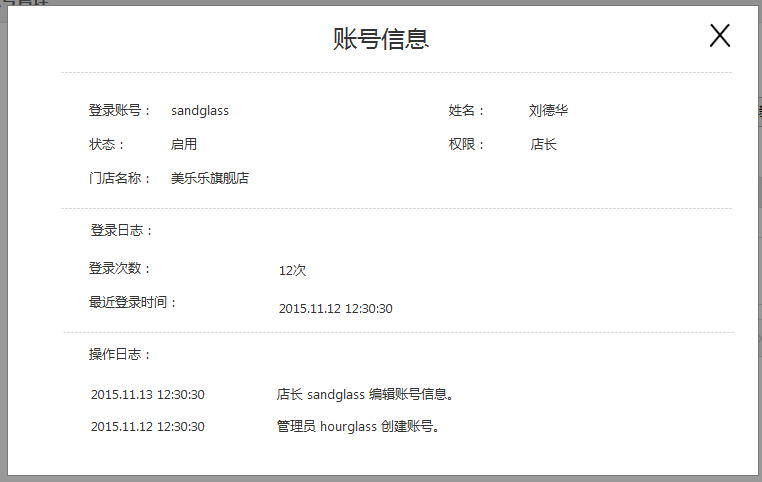 账号信息
登录账号： sandglass 姓名： 刘德华
状态： 启用 权限： 店长
门店名称： 美乐乐旗舰店
登录日志：
登录次数： 12次
最近登录时间： 2015.11.12 12:30:30
操作日志：
2015.11.13 12:30:30 店长 sandglass 编辑账号信息。
2015.11.12 12:30:30 管理员 hourglass 创建账号。